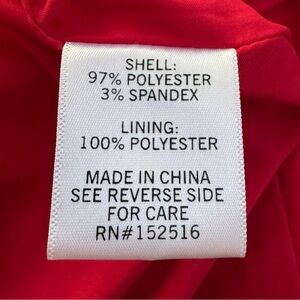 SHELL:
97% POLYESTER
3% SPANDEX
LINING:
100% POLYESTER
MADE IN CHINA
SEE REVERSE SIDE
FOR CARE
RN#152516